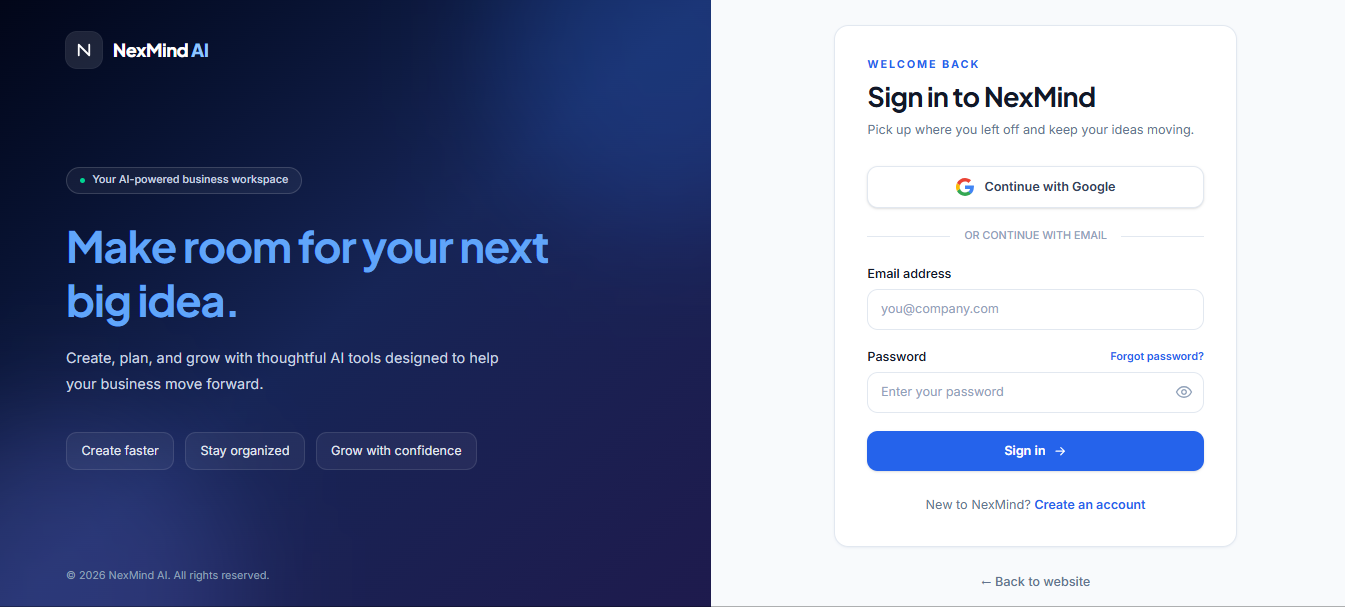 N NexMind AI
Your AI-powered business workspace
Make room for your next
big idea.
Create, plan, and grow with thoughtful AI tools designed to help
your business move forward.
Create faster Stay organized Grow with confidence
© 2026 NexMind AI. All rights reserved.
WELCOME BACK
Sign in to NexMind
Pick up where you left off and keep your ideas moving.
Continue with Google
OR CONTINUE WITH EMAIL
Email address
you@company.com
Password Forgot password?
Enter your password
Sign in →
New to NexMind? Create an account
← Back to website